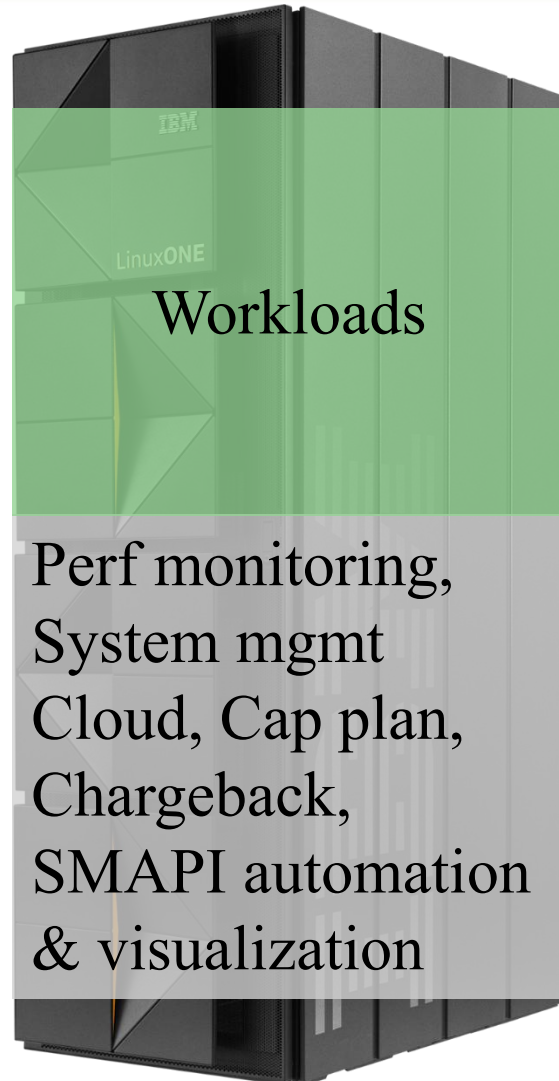 IBM
LinuxONE
Workloads
Perf monitoring,
System mgmt
Cloud, Cap plan,
Chargeback,
SMAPI automation
& visualization